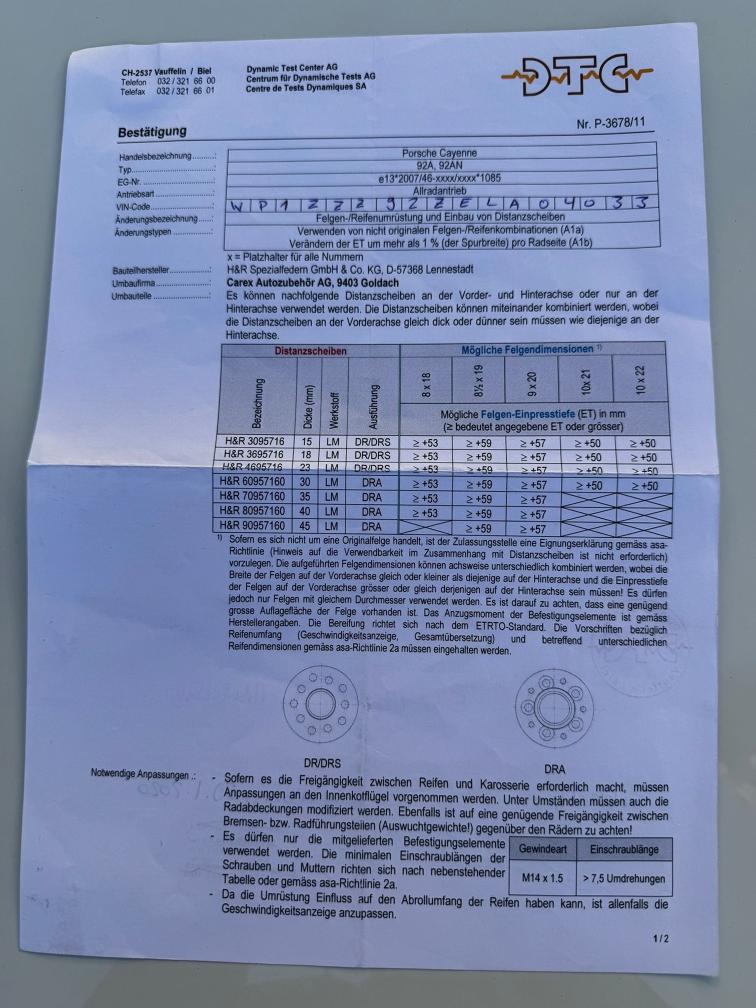 CH-2537 Vauffelin / Biel
Telefon 032 / 321 66 00
Telefax 032 / 321 66 01
Dynamic Test Center AG
Centrum für Dynamische Tests AG
Centre de Tests Dynamiques SA
DTC
Bestätigung
Nr. P-3678/11
Handelsbezeichnung.........: Porsche Cayenne
Typ...: 92A, 92AN
EG-Nr. ...: e13*2007/46-xxxx/xxxx*1085
Antriebsart...: Allradantrieb
VIN-Code...: W P 1 Z Z Z 9 2 Z E L A 0 4 0 3 3
Änderungsbezeichnung.....: Felgen-/Reifenumrüstung und Einbau von Distanzscheiben
Änderungstypen ...: Verwenden von nicht originalen Felgen-/Reifenkombinationen (A1a)
Verändern der ET um mehr als 1 % (der Spurbreite) pro Radseite (A1b)
x = Platzhalter für alle Nummern
Bauteilhersteller...: H&R Spezialfedern GmbH & Co. KG, D-57368 Lennestadt
Umbaufirma ...: Carex Autozubehör AG, 9403 Goldach
Umbauteile ...: Es können nachfolgende Distanzscheiben an der Vorder- und Hinterachse oder nur an der
Hinterachse verwendet werden. Die Distanzscheiben können miteinander kombiniert werden, wobei
die Distanzscheiben an der Vorderachse gleich dick oder dünner sein müssen wie diejenige an der
Hinterachse.
Distanzscheiben Mögliche Felgendimensionen 1)
Bezeichnung Dicke (mm) Werkstoff Ausführung 8 x 18 8½ x 19 9 x 20 10x 21 10 x 22
Mögliche Felgen-Einpresstiefe (ET) in mm
(≥ bedeutet angegebene ET oder grösser)
H&R 3095716 15 LM DR/DRS ≥ +53 ≥ +59 ≥ +57 ≥ +50 ≥ +50
H&R 3695716 18 LM DR/DRS ≥ +53 ≥ +59 ≥ +57 ≥ +50 ≥ +50
H&R 4695716 23 LM DR/DRS ≥ +53 ≥ +59 ≥ +57 ≥ +50 ≥ +50
H&R 60957160 30 LM DRA ≥ +53 ≥ +59 ≥ +57 ≥ +50 ≥ +50
H&R 70957160 35 LM DRA ≥ +53 ≥ +59 ≥ +57
H&R 80957160 40 LM DRA ≥ +53 ≥ +59 ≥ +57
H&R 90957160 45 LM DRA ≥ +59 ≥ +57
1) Sofern es sich nicht um eine Originalfelge handelt, ist der Zulassungsstelle eine Eignungserklärung gemäss asa-
Richtlinie (Hinweis auf die Verwendbarkeit im Zusammenhang mit Distanzscheiben ist nicht erforderlich)
vorzulegen. Die aufgeführten Felgendimensionen können achsweise unterschiedlich kombiniert werden, wobei die
Breite der Felgen auf der Vorderachse gleich oder kleiner als diejenige auf der Hinterachse und die Einpresstiefe
der Felgen auf der Vorderachse grösser oder gleich derjenigen auf der Hinterachse sein müssen! Es dürfen
jedoch nur Felgen mit gleichem Durchmesser verwendet werden. Es ist darauf zu achten, dass eine genügend
grosse Auflagefläche der Felge vorhanden ist. Das Anzugsmoment der Befestigungselemente ist gemäss
Herstellerangaben. Die Bereifung richtet sich nach dem ETRTO-Standard. Die Vorschriften bezüglich
Reifenumfang (Geschwindigkeitsanzeige, Gesamtübersetzung) und betreffend unterschiedlichen
Reifendimensionen gemäss asa-Richtlinie 2a müssen eingehalten werden.
DR/DRS
DRA
Notwendige Anpassungen .: - Sofern es die Freigängigkeit zwischen Reifen und Karosserie erforderlich macht, müssen
Anpassungen an den Innenkotflügel vorgenommen werden. Unter Umständen müssen auch die
Radabdeckungen modifiziert werden. Ebenfalls ist auf eine genügende Freigängigkeit zwischen
Bremsen- bzw. Radführungsteilen (Auswuchtgewichte!) gegenüber den Rädern zu achten!
- Es dürfen nur die mitgelieferten Befestigungselemente
verwendet werden. Die minimalen Einschraublängen der
Schrauben und Muttern richten sich nach nebenstehender
Tabelle oder gemäss asa-Richtlinie 2a.
Gewindeart Einschraublänge
M14 x 1.5 > 7,5 Umdrehungen
- Da die Umrüstung Einfluss auf den Abrollumfang der Reifen haben kann, ist allenfalls die
Geschwindigkeitsanzeige anzupassen.
1 / 2